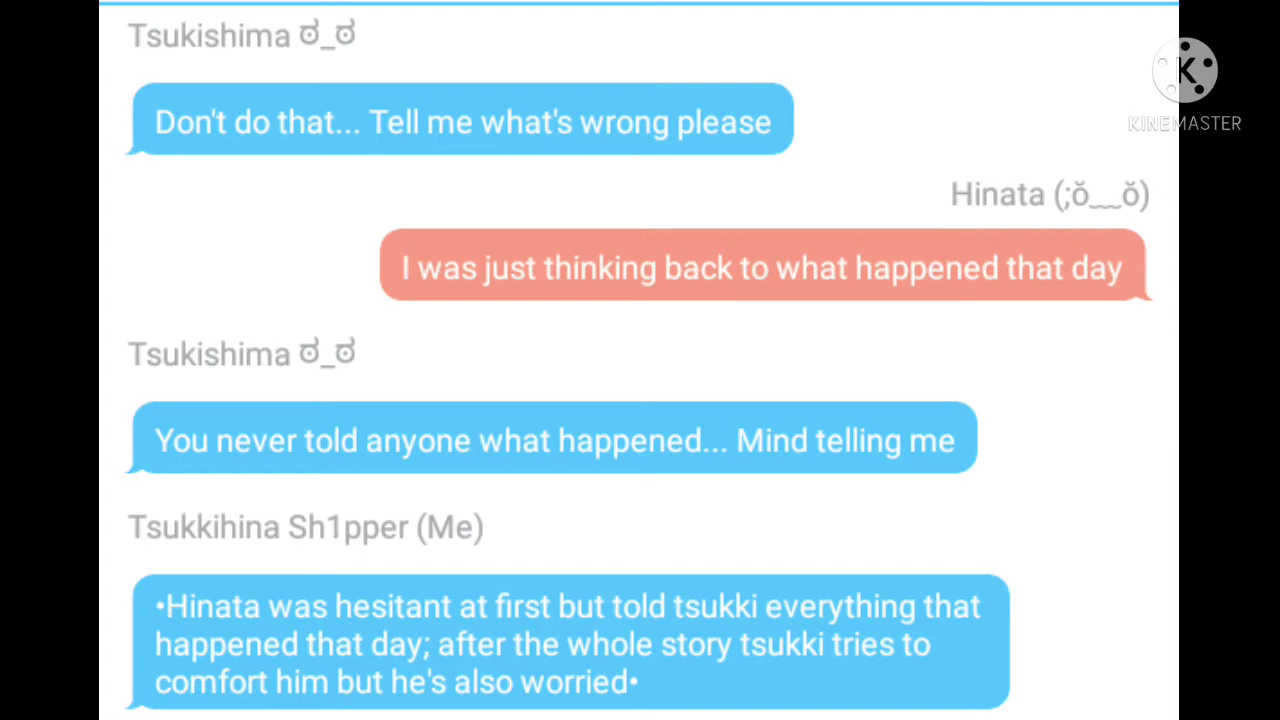 Tsukishima ಠ_ಠ
Don't do that... Tell me what's wrong please
KINEMASTER
Hinata (;ŏ﹏ŏ)
I was just thinking back to what happened that day
Tsukishima ಠ_ಠ
You never told anyone what happened... Mind telling me
Tsukkihina Sh1pper (Me)
•Hinata was hesitant at first but told tsukki everything that
happened that day; after the whole story tsukki tries to
comfort him but he's also worried•